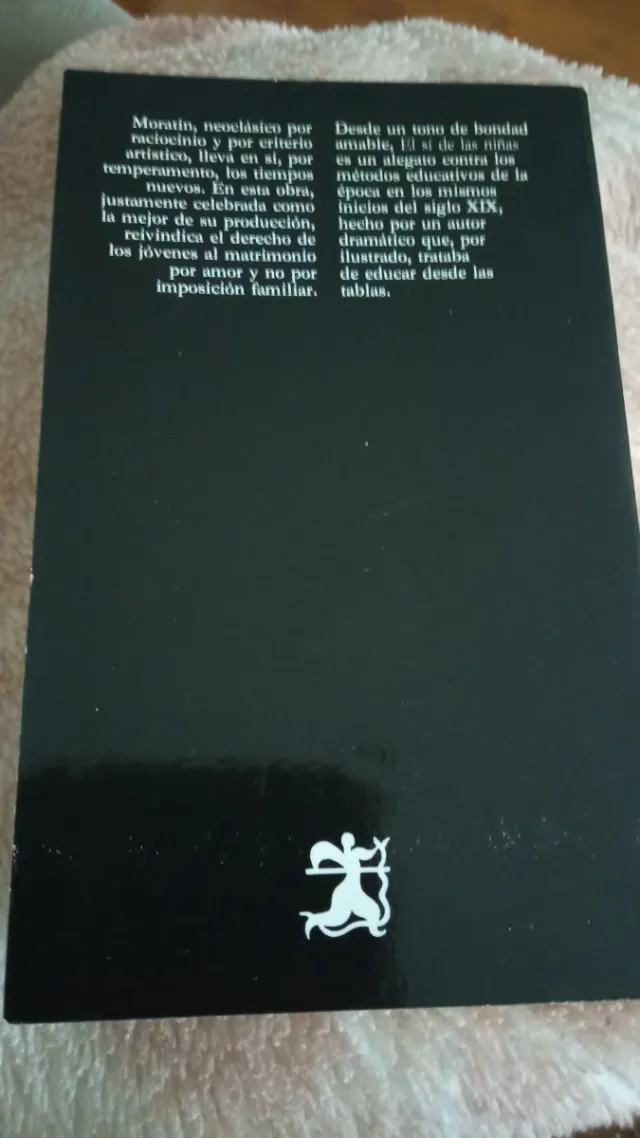 Moratín, neoclásico por
raciocinio y por criterio
artístico, lleva en sí, por
temperamento, los tiempos
nuevos. En esta obra,
justamente celebrada como
la mejor de su producción,
reivindica el derecho de
los jóvenes al matrimonio
por amor y no por
imposición familiar.
Desde un tono de bondad
amable, El sí de las niñas
es un alegato contra los
métodos educativos de la
época en los mismos
inicios del siglo XIX,
hecho por un autor
dramático que, por
ilustrado, trataba
de educar desde las
tablas.